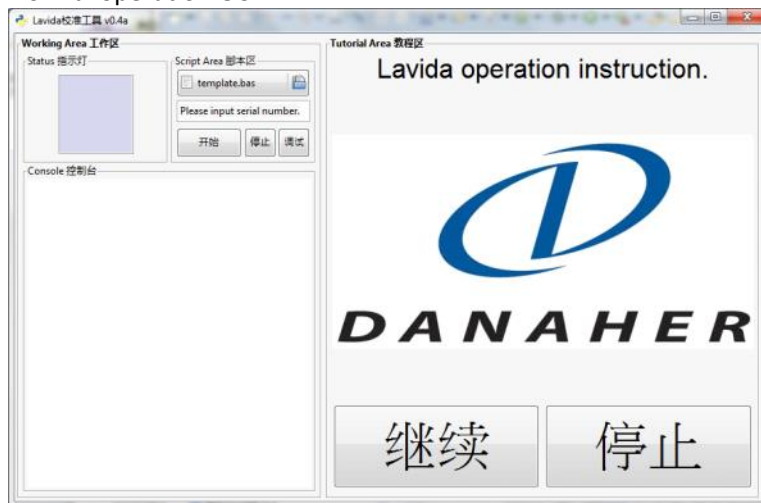 Lavida校准工具 v0.4a
Working Area 工作区
Status 指示灯
Script Area 脚本区
template.bas
Please input serial number.
开始 停止 调试
Console 控制台
Tutorial Area 教程区
Lavida operation instruction.
DANAHER
继续 停止